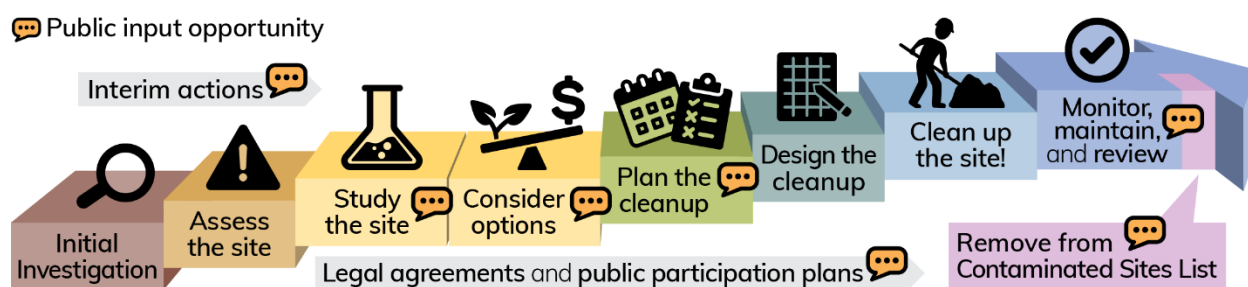 Public input opportunity
Interim actions
Initial
Investigation
Assess
the site
Study
the site
Consider
options
Plan the
cleanup
Design the
cleanup
Clean up
the site!
Monitor,
maintain,
and review
Legal agreements and public participation plans
Remove from
Contaminated Sites List